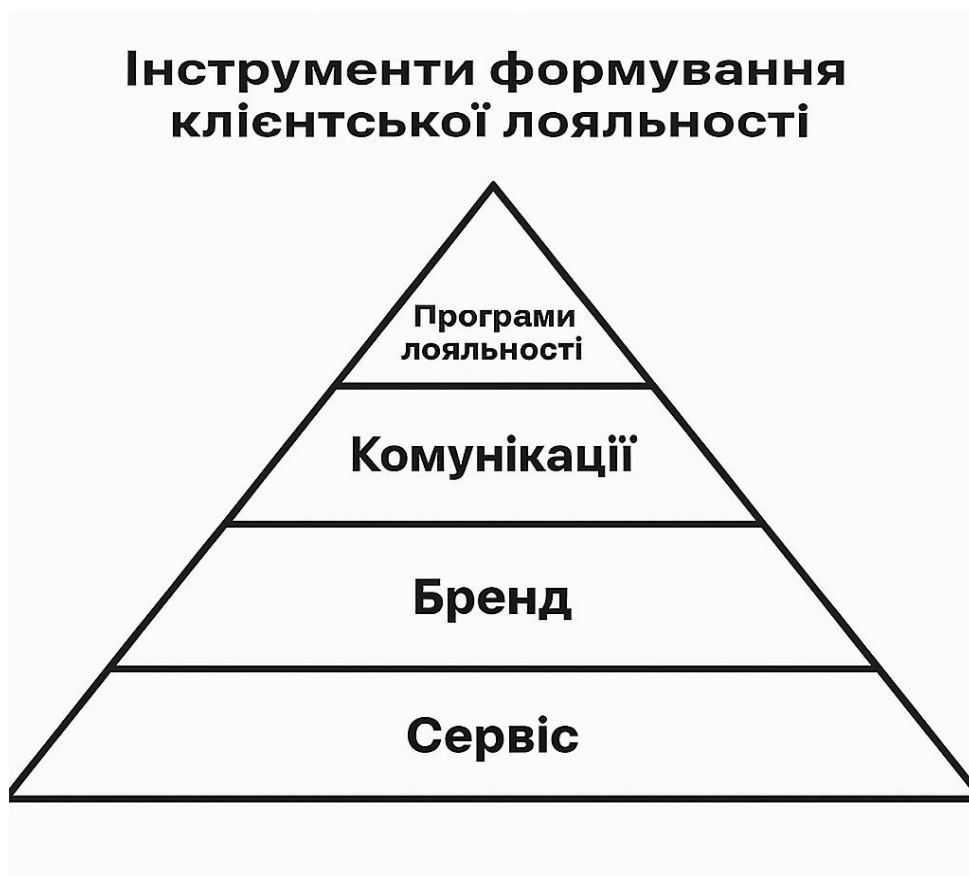 Інструменти формування
клієнтської лояльності
Програми
лояльності
Комунікації
Бренд
Сервіс